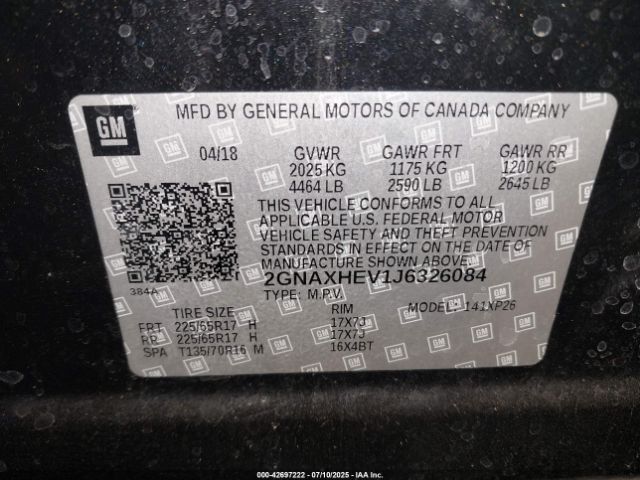 GM
MFD BY GENERAL MOTORS OF CANADA COMPANY
04/18 GVWR GAWR FRT GAWR RR
2025 KG 1175 KG 1200 KG
4464 LB 2590 LB 2645 LB
THIS VEHICLE CONFORMS TO ALL
APPLICABLE U.S. FEDERAL MOTOR
VEHICLE SAFETY AND THEFT PREVENTION
STANDARDS IN EFFECT ON THE DATE OF
MANUFACTURE SHOWN ABOVE.
2GNAXHEV1J6326084
384A TYPE: M.P.V. MODEL: 141XP26
TIRE SIZE RIM
FRT 225/65R17 H 17X7J
RR 225/65R17 H 17X7J
SPA T135/70R16 M 16X4BT
000-42697222 07/10/2025 IAAI.COM